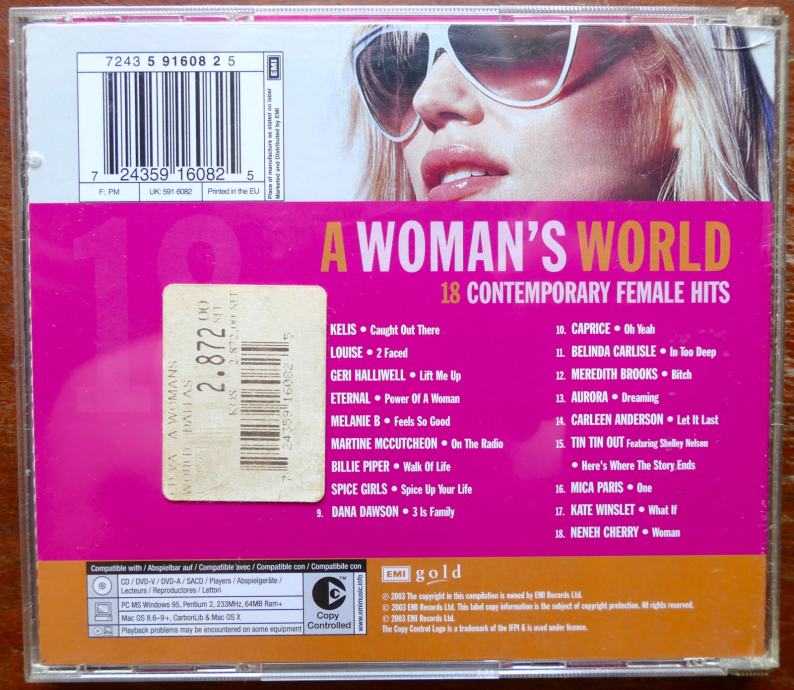 7243 5 91608 2 5
EMI
Place of manufacture as stated on label
Marketed and Distributed by EMI
7 24359 16082 5
F: PM
UK: 591 6082
Printed in the EU
18
A WOMAN'S WORLD
18 CONTEMPORARY FEMALE HITS
KELIS • Caught Out There
LOUISE • 2 Faced
GERI HALLIWELL • Lift Me Up
ETERNAL • Power Of A Woman
MELANIE B • Feels So Good
MARTINE MCCUTCHEON • On The Radio
BILLIE PIPER • Walk Of Life
SPICE GIRLS • Spice Up Your Life
9. DANA DAWSON • 3 Is Family
10. CAPRICE • Oh Yeah
11. BELINDA CARLISLE • In Too Deep
12. MEREDITH BROOKS • Bitch
13. AURORA • Dreaming
14. CARLEEN ANDERSON • Let It Last
15. TIN TIN OUT Featuring Shelley Nelson
• Here's Where The Story Ends
16. MICA PARIS • One
17. KATE WINSLET • What If
18. NENEH CHERRY • Woman
A WOMANS
WORLD DALLAS
KOS
2.872 00
2.872.00
7 24359 16082 5
Compatible with / Abspielbar auf / Compatible avec / Compatible con / Compatibile con
CD / DVD-V / DVD-A / SACD / Players / Abspielgeräte /
Lecteurs / Reproductores / Lettori
PC MS Windows 95, Pentium 2, 233MHz, 64MB Ram+
Mac OS 8.6–9+, CarbonLib & Mac OS X
Playback problems may be encountered on some equipment
TM
Copy
Controlled
www.emimusic.info
EMI gold
℗ 2003 The copyright in this compilation is owned by EMI Records Ltd.
© 2003 EMI Records Ltd. This label copy information is the subject of copyright protection. All rights reserved.
© 2003 EMI Records Ltd.
The Copy Control Logo is a trademark of the IFPI & is used under licence.